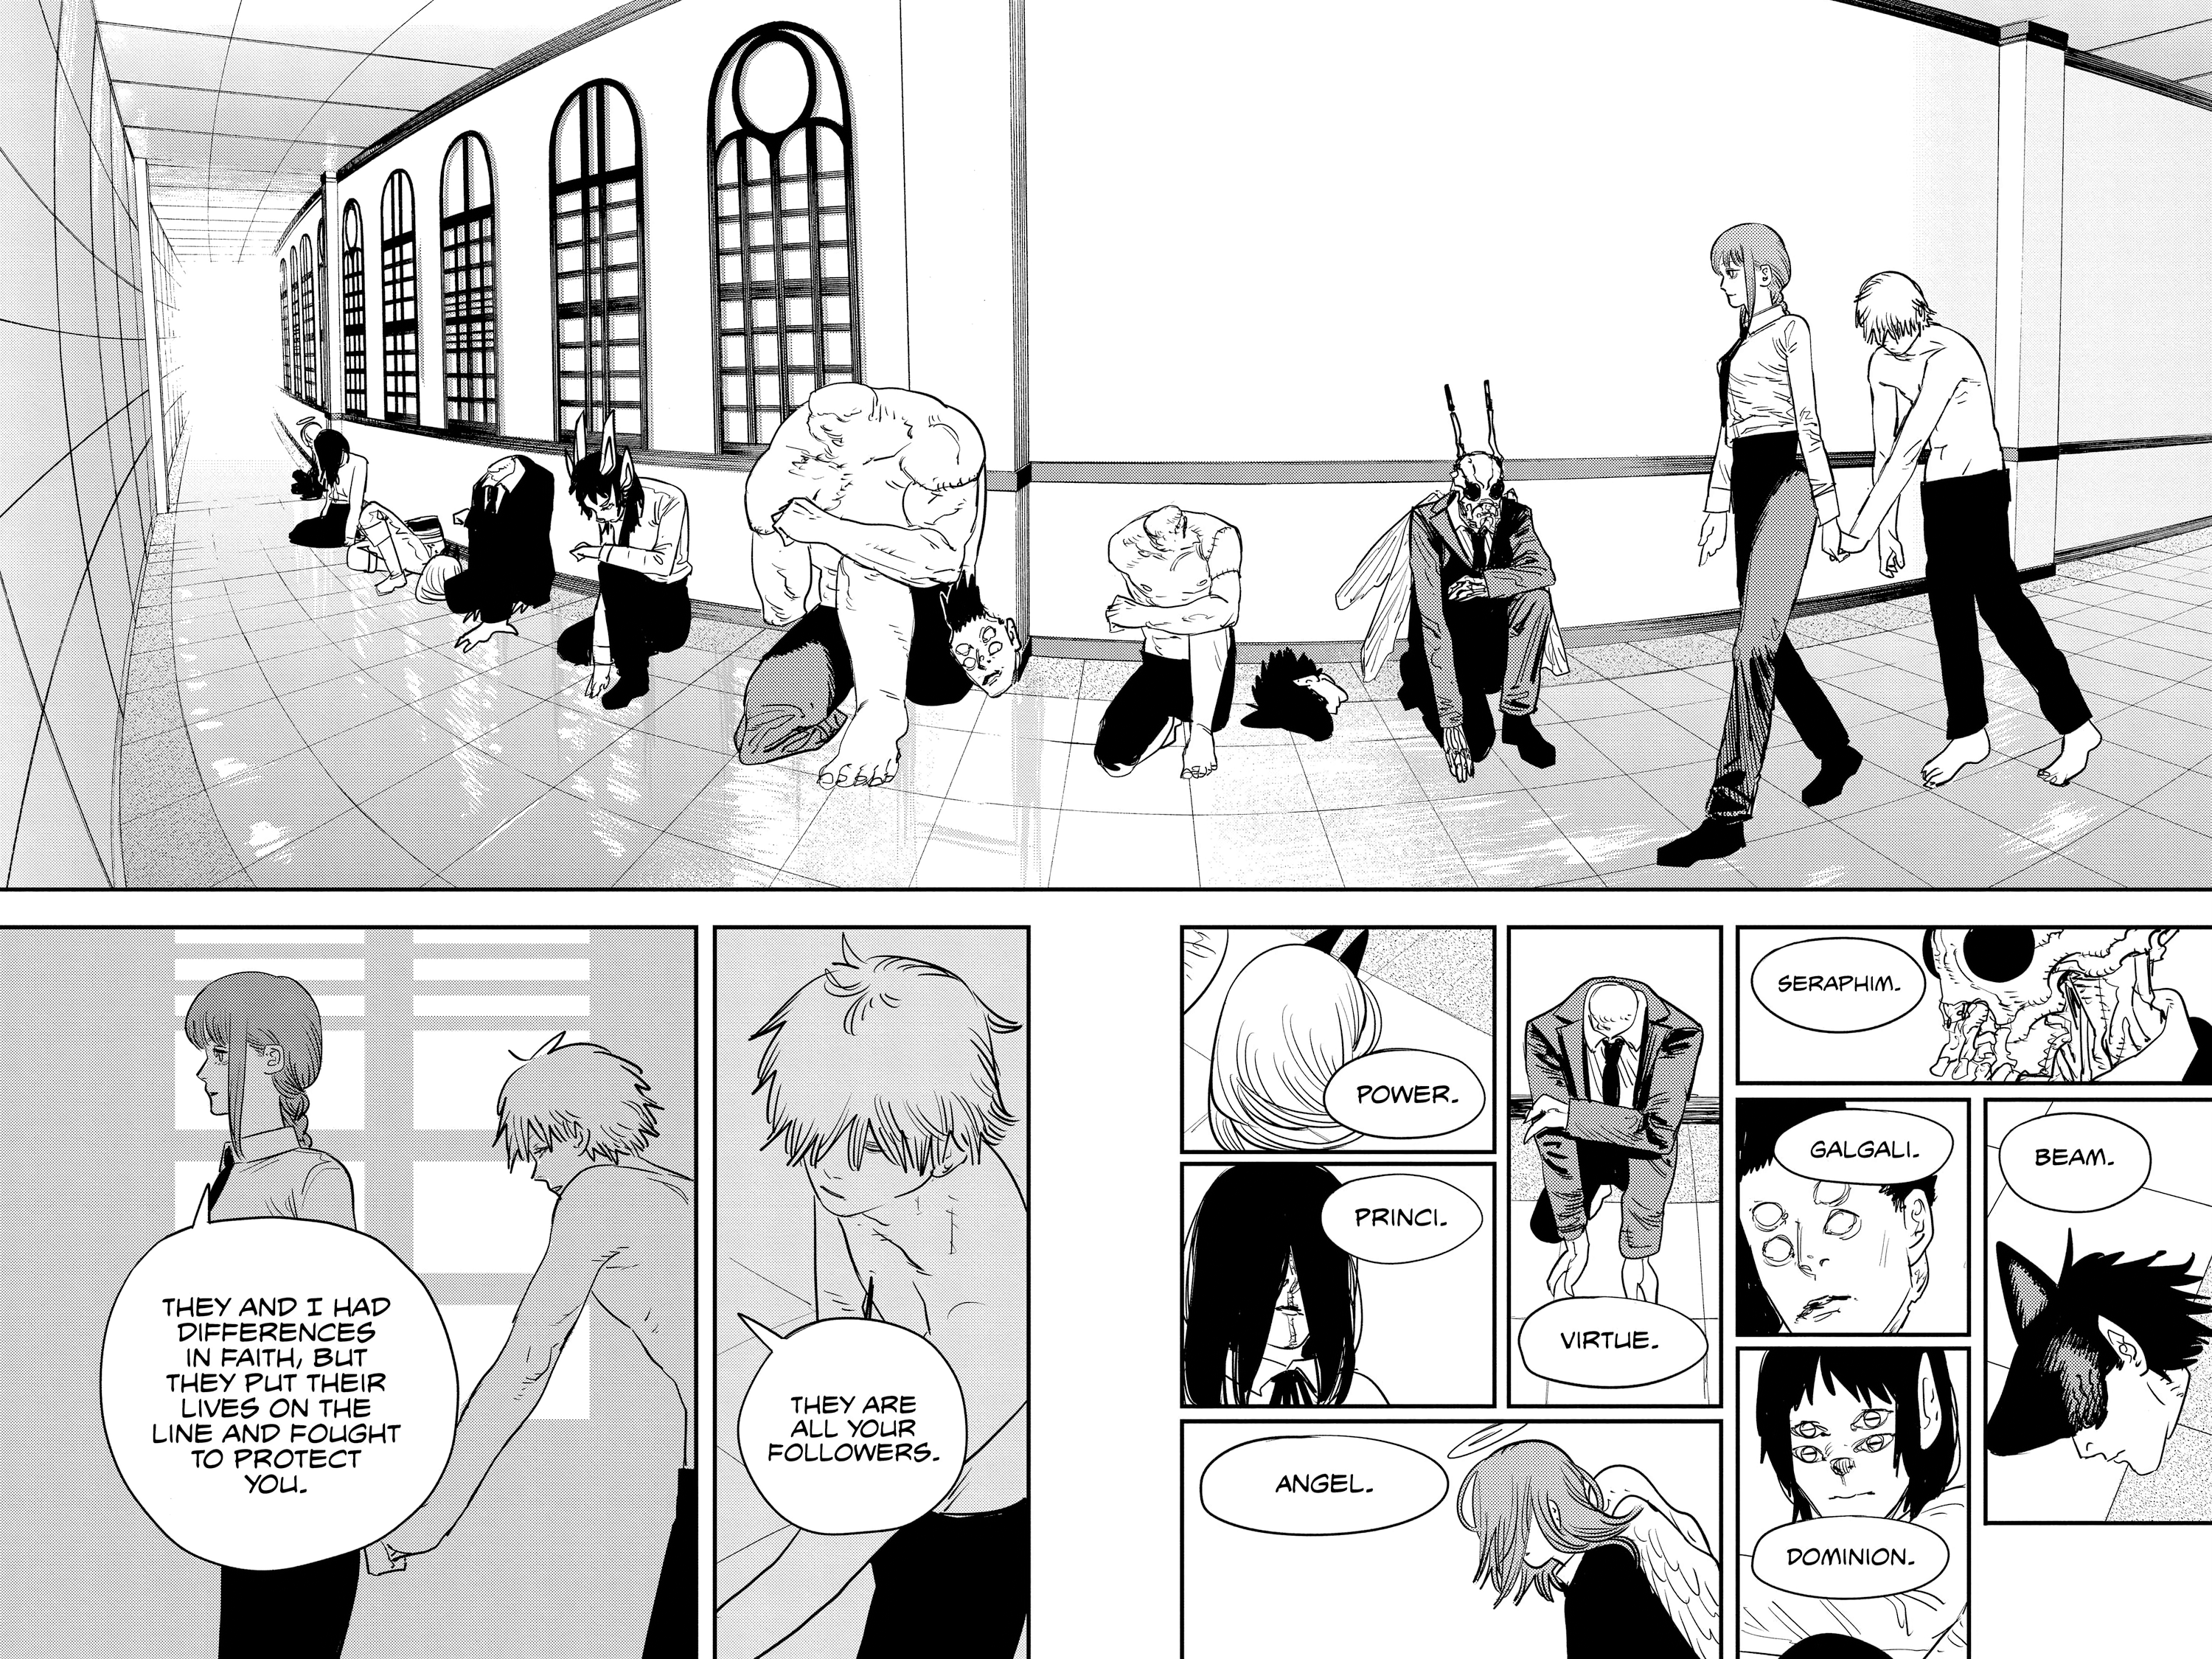 SERAPHIM.
BEAM.
GALGALI.
DOMINION.
VIRTUE.
POWER.
PRINCI.
ANGEL.
THEY ARE
ALL YOUR
FOLLOWERS.
THEY AND I HAD
DIFFERENCES
IN FAITH, BUT
THEY PUT THEIR
LIVES ON THE
LINE AND FOUGHT
TO PROTECT
YOU.